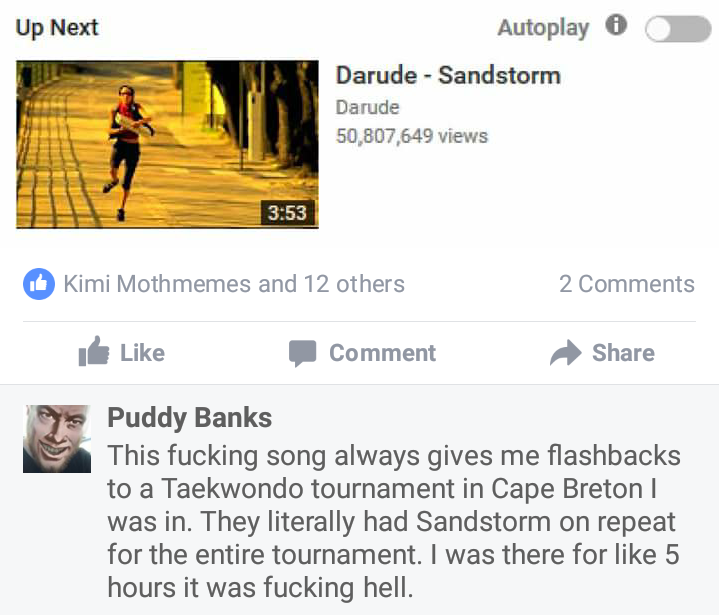 Up Next
Autoplay
Darude - Sandstorm
Darude
50,807,649 views
3:53
Kimi Mothmemes and 12 others
2 Comments
Like
Comment
Share
Puddy Banks
This fucking song always gives me flashbacks
to a Taekwondo tournament in Cape Breton I
was in. They literally had Sandstorm on repeat
for the entire tournament. I was there for like 5
hours it was fucking hell.